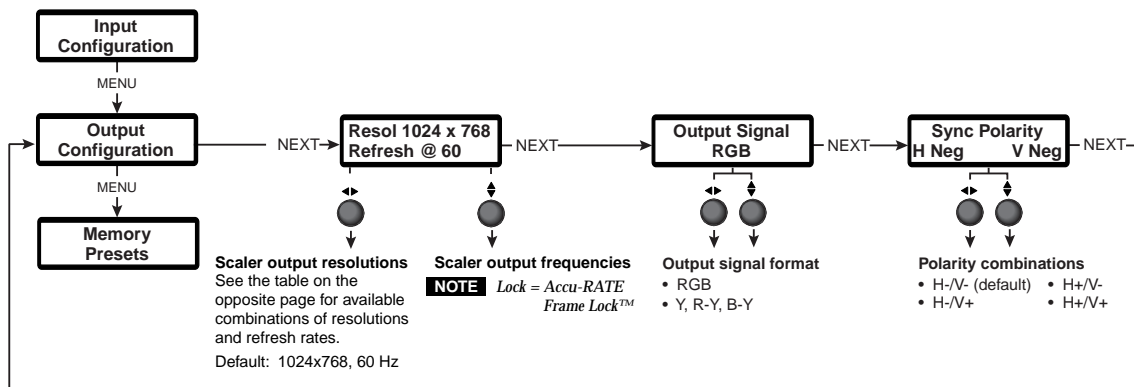 Input
Configuration
MENU
Output
Configuration
MENU
Memory
Presets
NEXT
Resol 1024 x 768
Refresh @ 60
NEXT
Output Signal
RGB
NEXT
Sync Polarity
H Neg V Neg
NEXT
Scaler output resolutions
See the table on the
opposite page for available
combinations of resolutions
and refresh rates.
Default: 1024x768, 60 Hz
Scaler output frequencies
NOTE Lock = Accu-RATE
Frame Lock™
Output signal format
• RGB
• Y, R-Y, B-Y
Polarity combinations
• H-/V- (default) • H+/V-
• H-/V+ • H+/V+